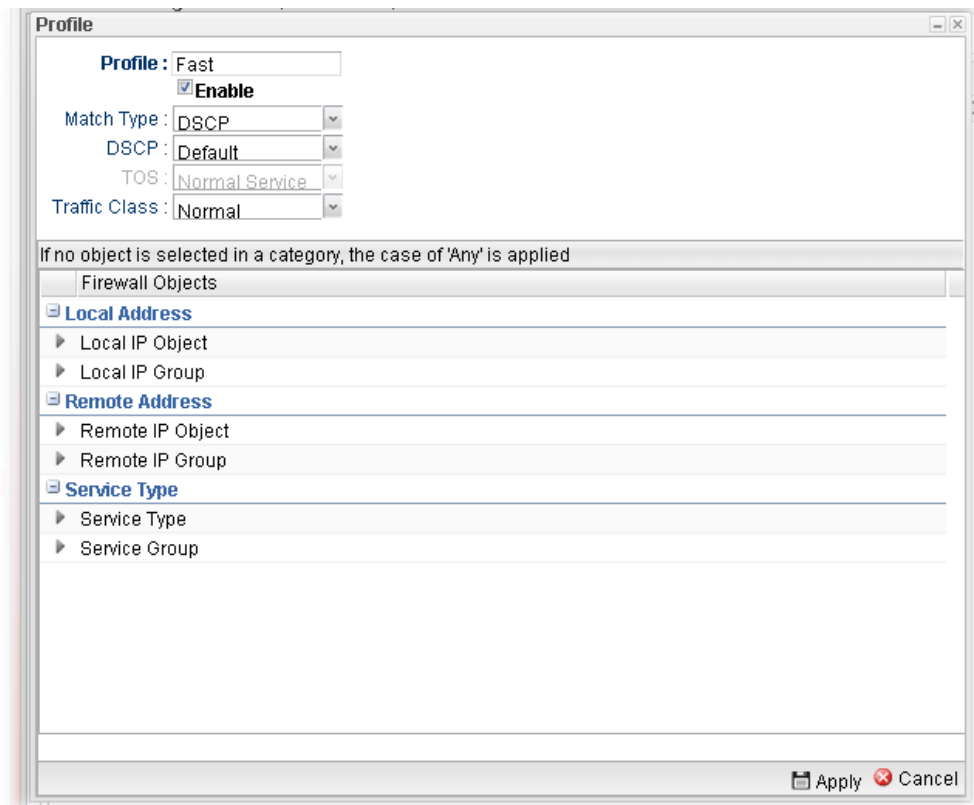 Profile
Profile : Fast
Enable
Match Type : DSCP
DSCP : Default
TOS : Normal Service
Traffic Class : Normal
If no object is selected in a category, the case of 'Any' is applied
Firewall Objects
Local Address
Local IP Object
Local IP Group
Remote Address
Remote IP Object
Remote IP Group
Service Type
Service Type
Service Group
Apply Cancel